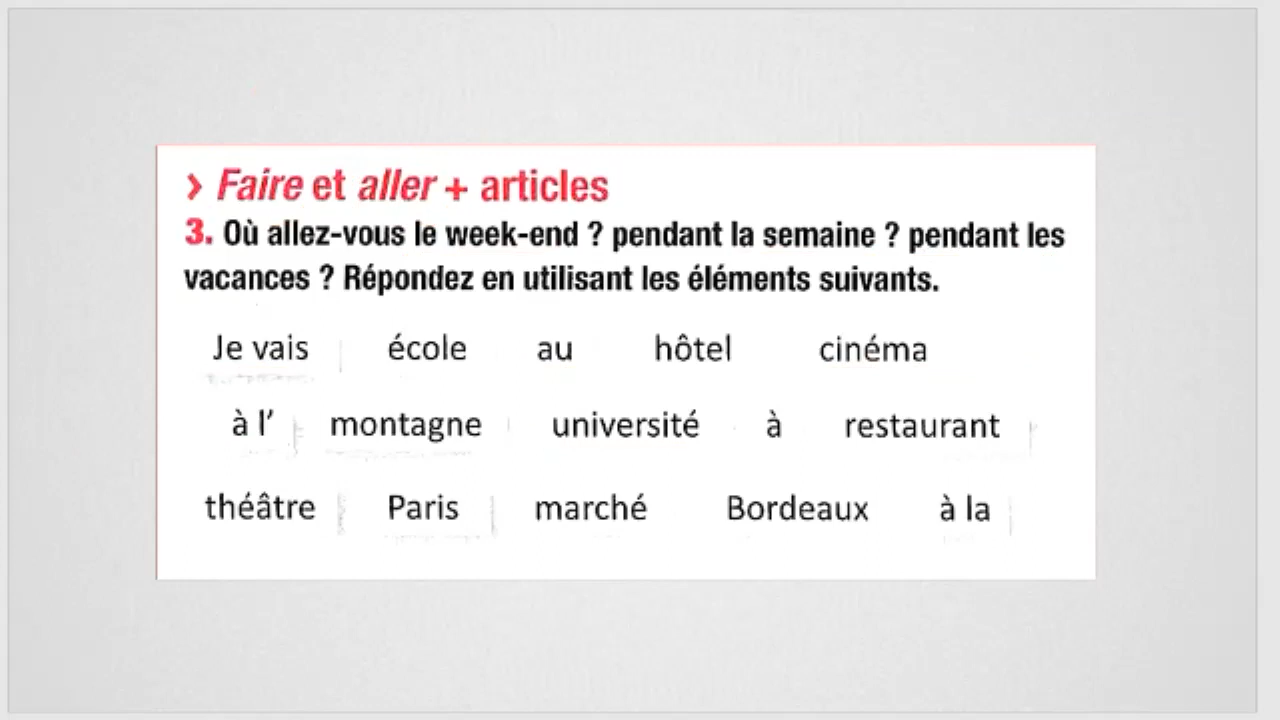 › Faire et aller + articles
3. Où allez-vous le week-end ? pendant la semaine ? pendant les
vacances ? Répondez en utilisant les éléments suivants.
Je vais école au hôtel cinéma
à l' montagne université à restaurant
théâtre Paris marché Bordeaux à la